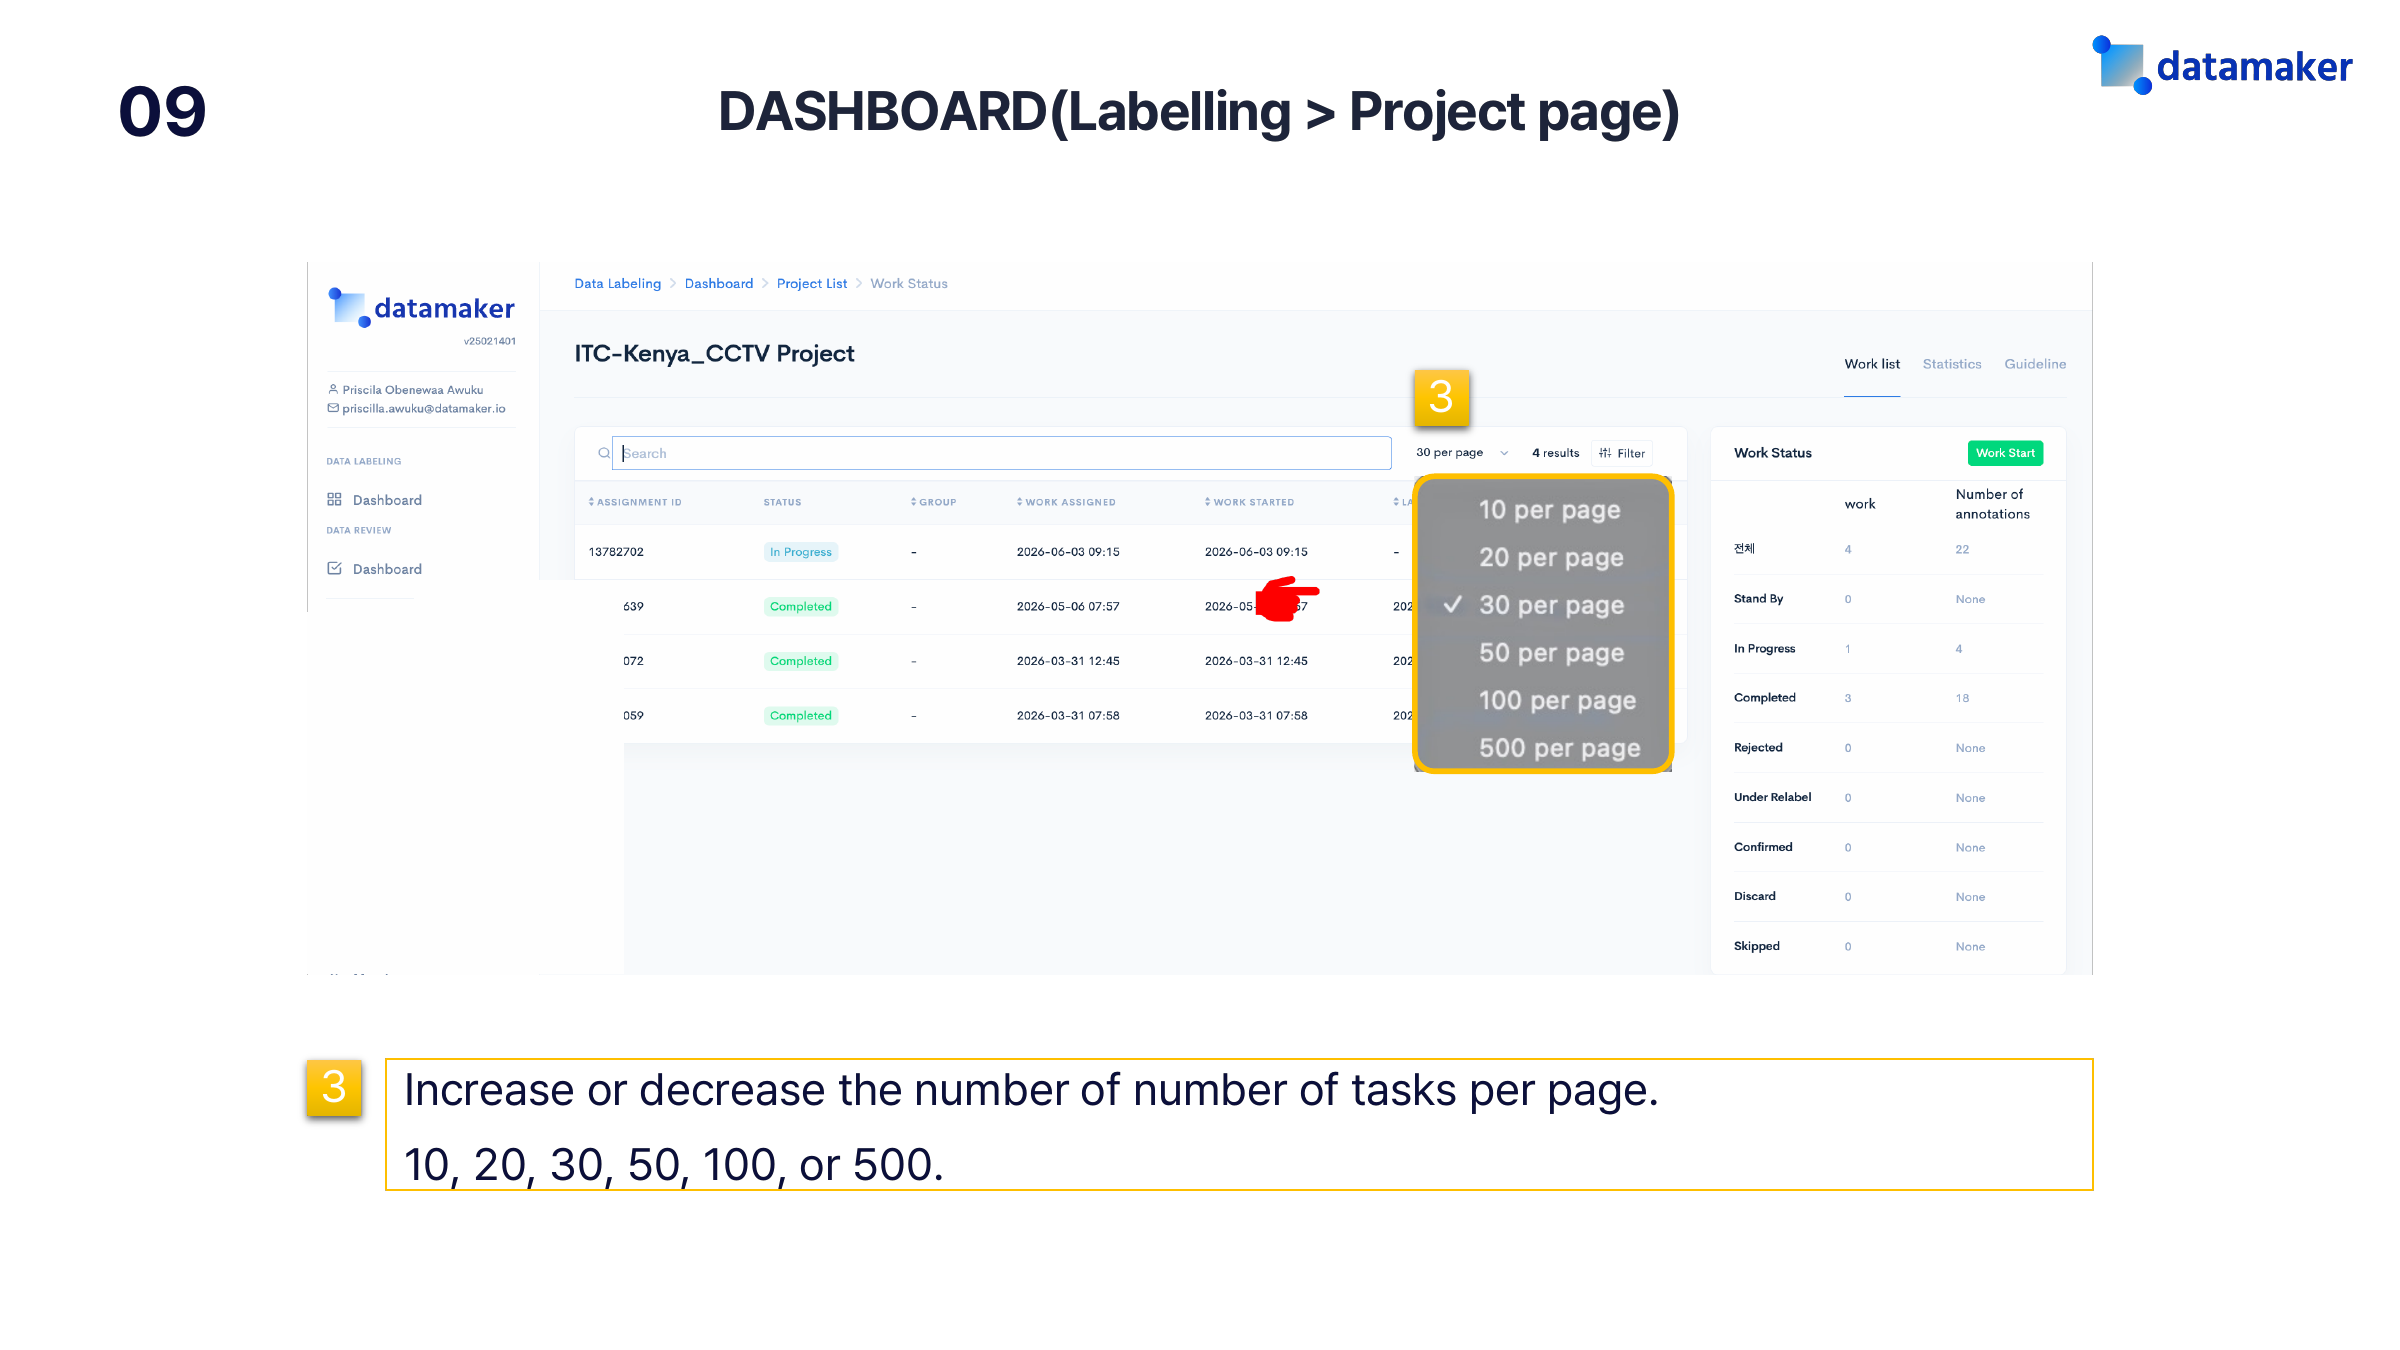 datamaker
09
DASHBOARD(Labelling > Project page)
datamaker
v25021401
Priscila Obenewaa Awuku
priscilla.awuku@datamaker.io
DATA LABELING
Dashboard
DATA REVIEW
Dashboard
Data Labeling > Dashboard > Project List > Work Status
ITC-Kenya_CCTV Project
Work list Statistics Guideline
3
Search
30 per page
4 results
Filter
ASSIGNMENT ID STATUS GROUP WORK ASSIGNED WORK STARTED LA
13782702 In Progress - 2026-06-03 09:15 2026-06-03 09:15 -
639 Completed - 2026-05-06 07:57 2026-05- 57 202
072 Completed - 2026-03-31 12:45 2026-03-31 12:45 202
059 Completed - 2026-03-31 07:58 2026-03-31 07:58 202
10 per page
20 per page
✓ 30 per page
50 per page
100 per page
500 per page
Work Status Work Start
work Number of
annotations
전체 4 22
Stand By 0 None
In Progress 1 4
Completed 3 18
Rejected 0 None
Under Relabel 0 None
Confirmed 0 None
Discard 0 None
Skipped 0 None
3
Increase or decrease the number of number of tasks per page.
10, 20, 30, 50, 100, or 500.